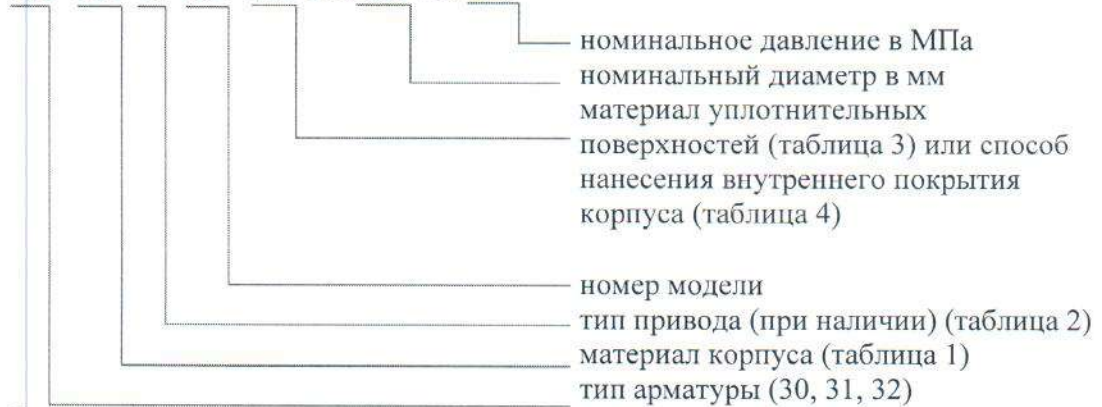 номинальное давление в МПа
номинальный диаметр в мм
материал уплотнительных
поверхностей (таблица 3) или способ
нанесения внутреннего покрытия
корпуса (таблица 4)
номер модели
тип привода (при наличии) (таблица 2)
материал корпуса (таблица 1)
тип арматуры (30, 31, 32)